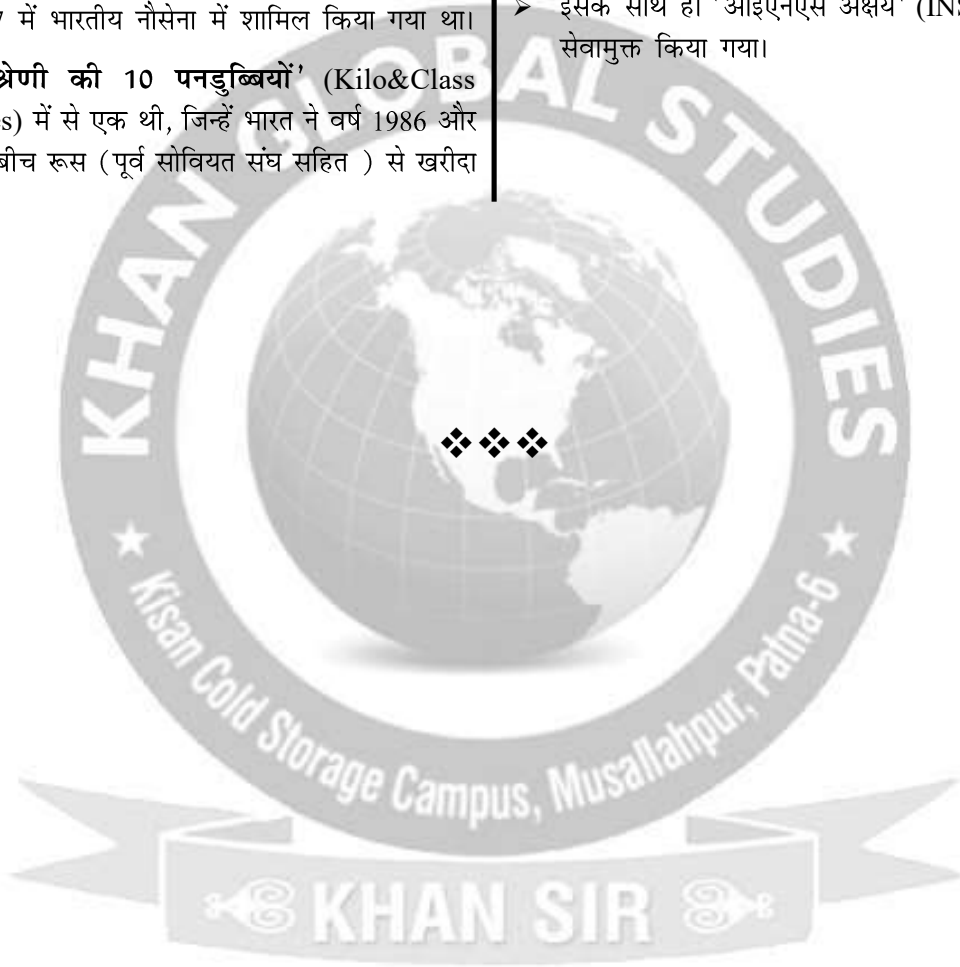 में भारतीय नौसेना में शामिल किया गया था।
श्रेणी की 10 पनडुब्बियों' (Kilo&Class
में से एक थी, जिन्हें भारत ने वर्ष 1986 और
बीच रूस (पूर्व सोवियत संघ सहित ) से खरीदा
➢ इसके साथ ही 'आईएनएस अक्षय' (INS
सेवामुक्त किया गया।
KHAN GLOBAL STUDIES
❖❖❖
Kisan Cold Storage Campus, Musallahpur, Patna-6
KHAN SIR